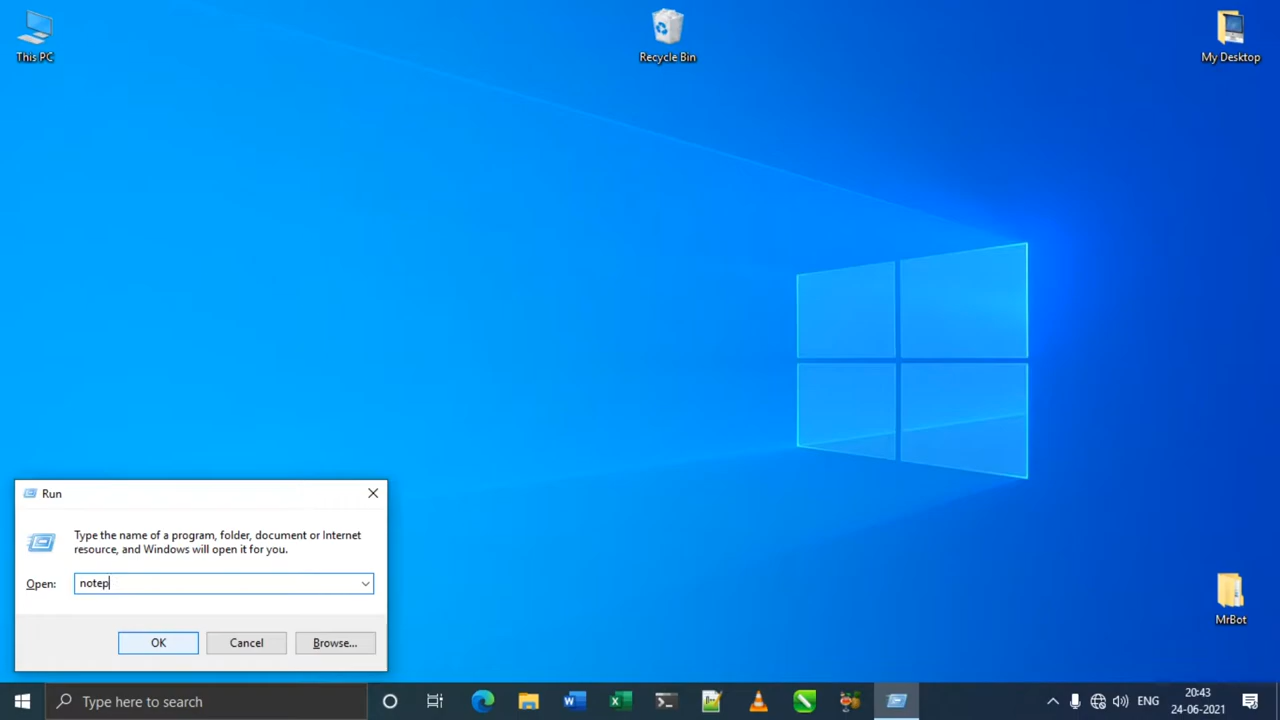 This PC
Recycle Bin
My Desktop
Run
Type the name of a program, folder, document or Internet
resource, and Windows will open it for you.
Open: notep
OK Cancel Browse...
MrBot
Type here to search
ENG
20:43
24-06-2021